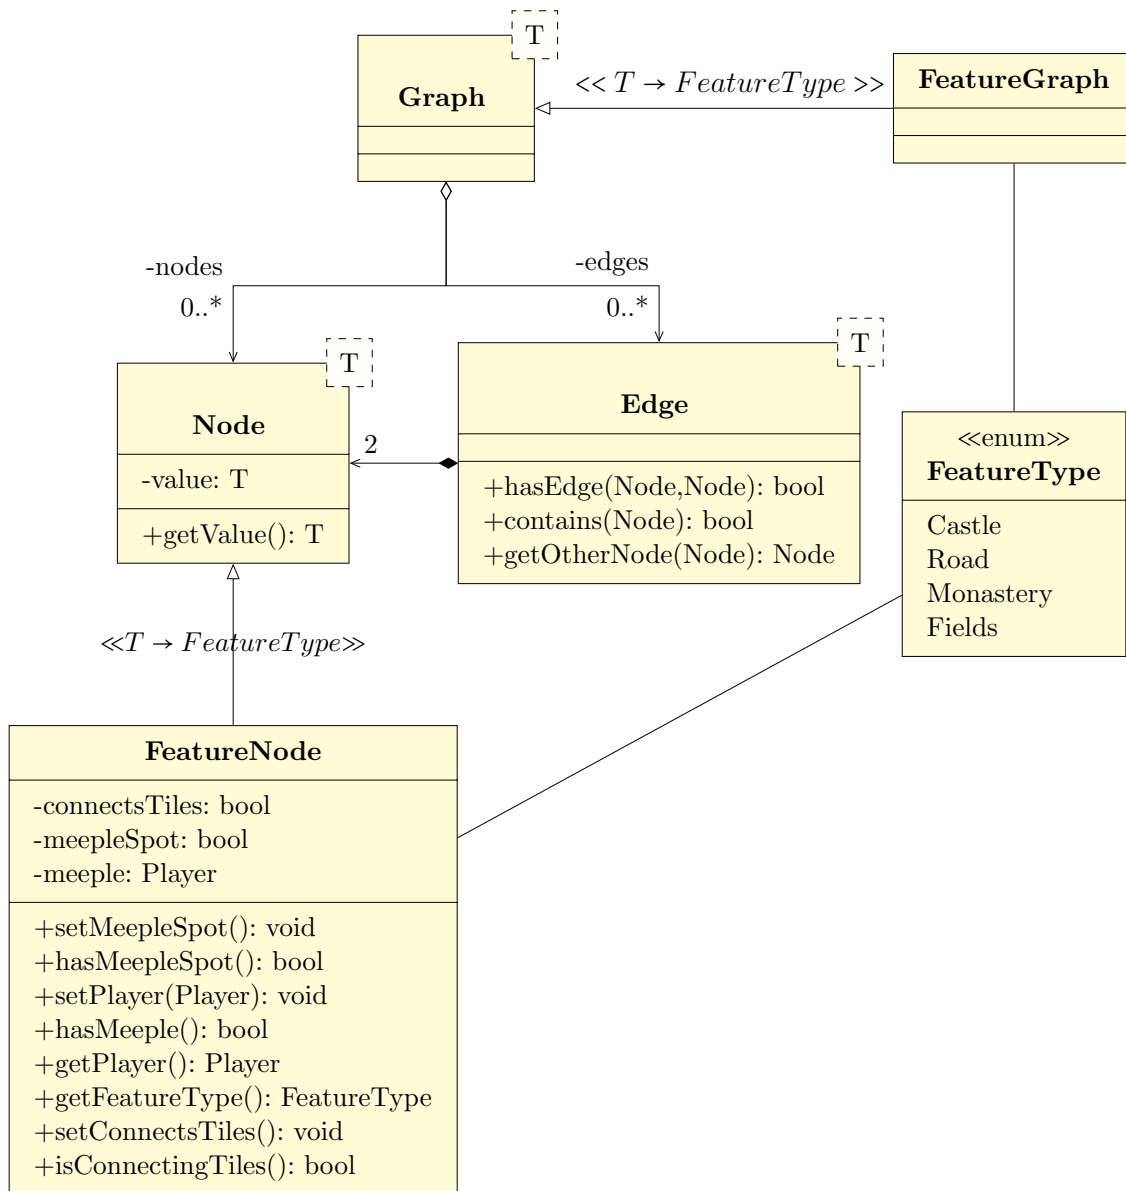 T
Graph
<< T → FeatureType >>
FeatureGraph
-nodes
0..*
-edges
0..*
T
Node
-value: T
+getValue(): T
2
T
Edge
+hasEdge(Node,Node): bool
+contains(Node): bool
+getOtherNode(Node): Node
≪enum≫
FeatureType
Castle
Road
Monastery
Fields
≪T → FeatureType≫
FeatureNode
-connectsTiles: bool
-meepleSpot: bool
-meeple: Player
+setMeepleSpot(): void
+hasMeepleSpot(): bool
+setPlayer(Player): void
+hasMeeple(): bool
+getPlayer(): Player
+getFeatureType(): FeatureType
+setConnectsTiles(): void
+isConnectingTiles(): bool